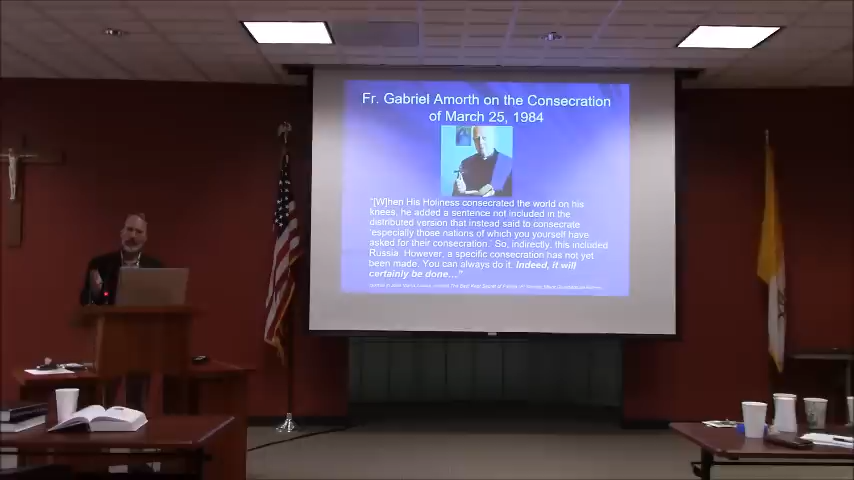 Fr. Gabriel Amorth on the Consecration
of March 25, 1984
"[W]hen His Holiness consecrated the world on his
knees, he added a sentence not included in the
distributed version that instead said to consecrate
'especially those nations of which you yourself have
asked for their consecration.' So, indirectly, this included
Russia. However, a specific consecration has not yet
been made. You can always do it. Indeed, it will
certainly be done…"